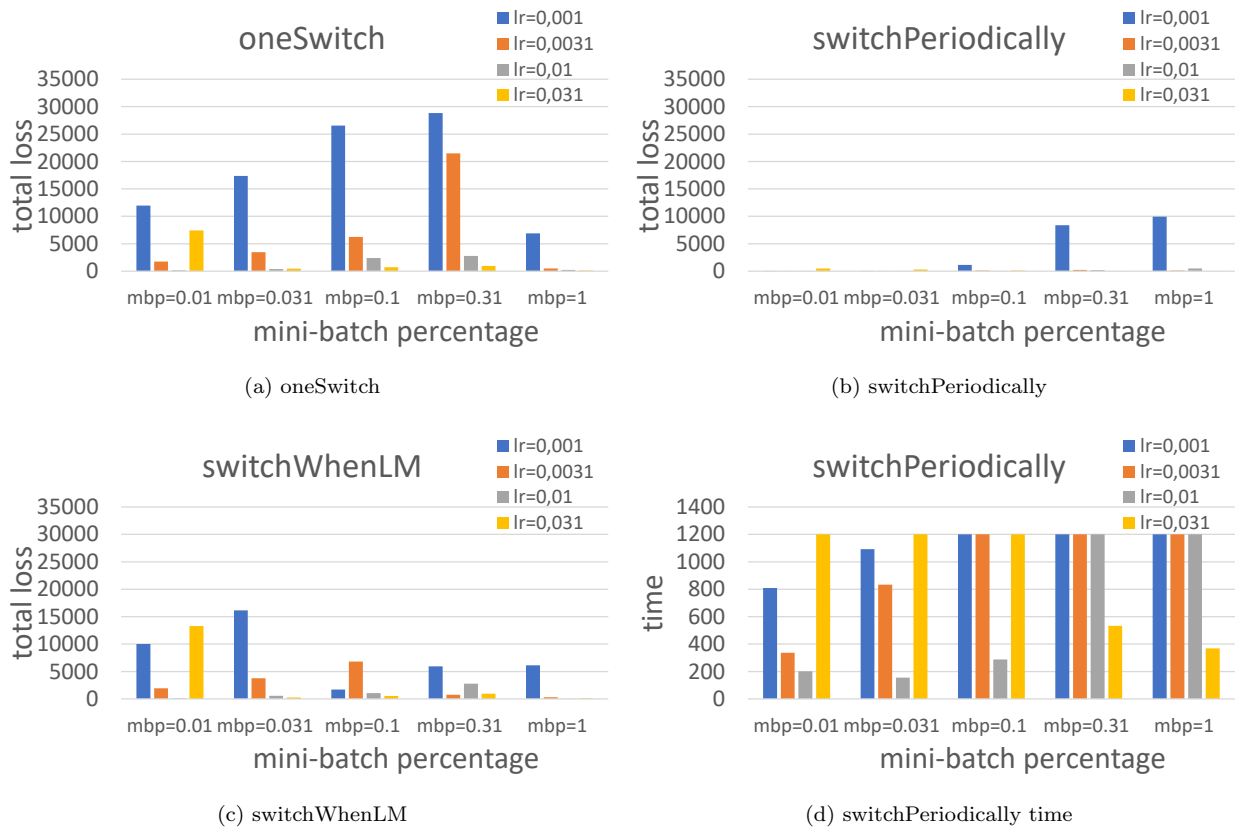 oneSwitch
lr=0,001
lr=0,0031
lr=0,01
lr=0,031
35000
30000
25000
20000
15000
10000
5000
0
total loss
mbp=0.01 mbp=0.031 mbp=0.1 mbp=0.31 mbp=1
mini-batch percentage
(a) oneSwitch
switchPeriodically
lr=0,001
lr=0,0031
lr=0,01
lr=0,031
35000
30000
25000
20000
15000
10000
5000
0
total loss
mbp=0.01 mbp=0.031 mbp=0.1 mbp=0.31 mbp=1
mini-batch percentage
(b) switchPeriodically
switchWhenLM
lr=0,001
lr=0,0031
lr=0,01
lr=0,031
35000
30000
25000
20000
15000
10000
5000
0
total loss
mbp=0.01 mbp=0.031 mbp=0.1 mbp=0.31 mbp=1
mini-batch percentage
(c) switchWhenLM
switchPeriodically
lr=0,001
lr=0,0031
lr=0,01
lr=0,031
1400
1200
1000
800
600
400
200
0
time
mbp=0.01 mbp=0.031 mbp=0.1 mbp=0.31 mbp=1
mini-batch percentage
(d) switchPeriodically time